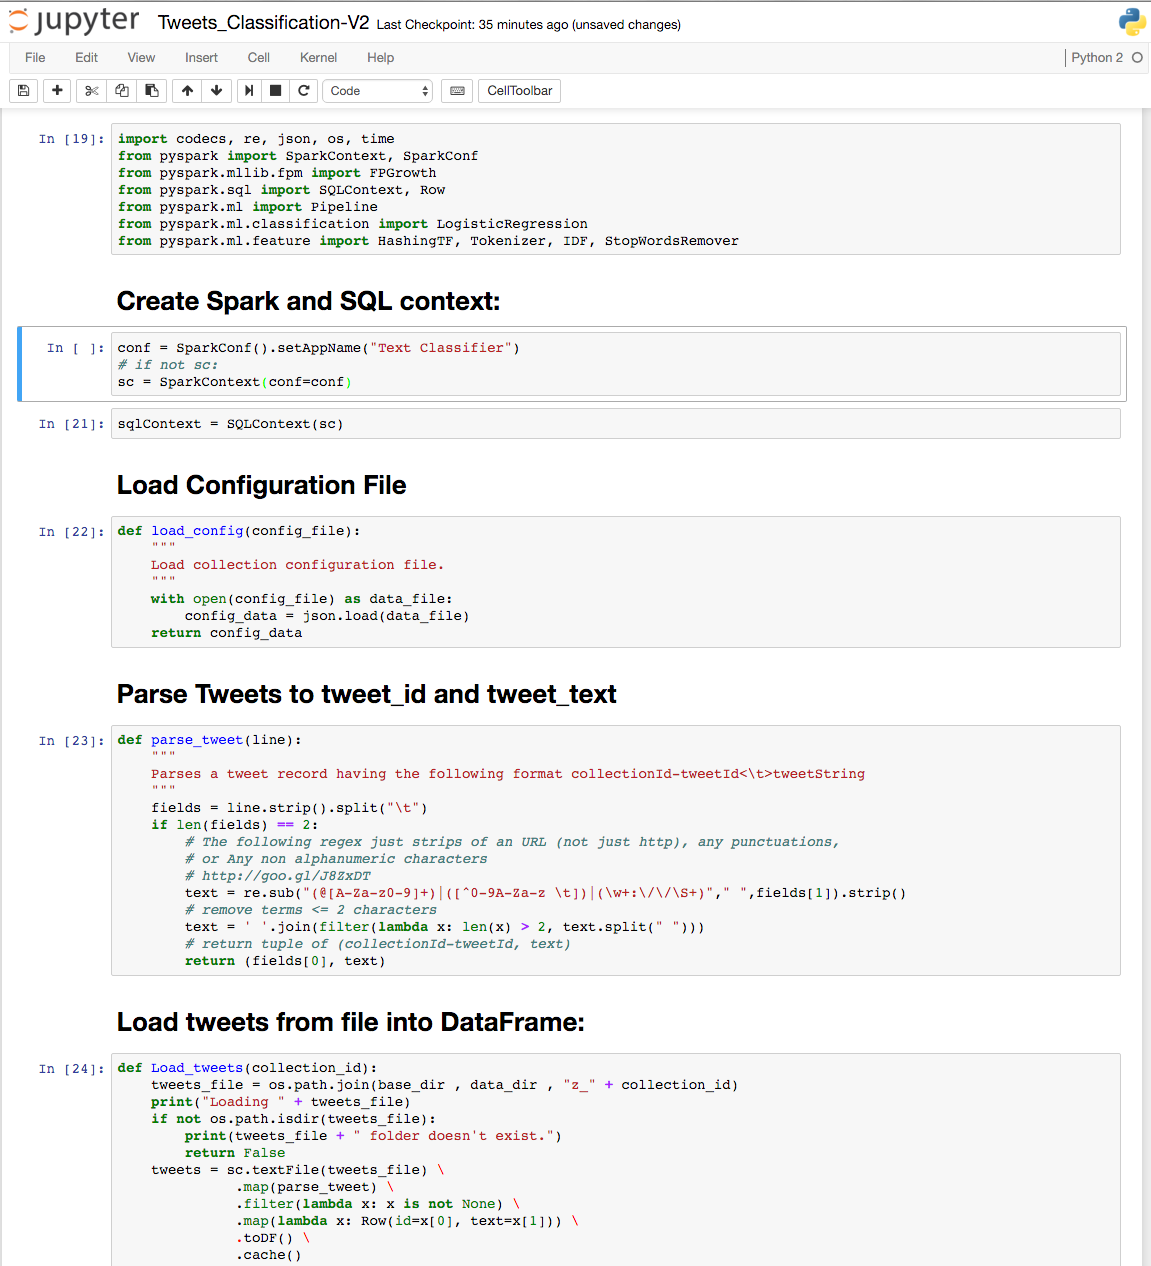 jupyter Tweets_Classification-V2 Last Checkpoint: 35 minutes ago (unsaved changes)
File Edit View Insert Cell Kernel Help Python 2
Code CellToolbar
In [19]: import codecs, re, json, os, time
from pyspark import SparkContext, SparkConf
from pyspark.mllib.fpm import FPGrowth
from pyspark.sql import SQLContext, Row
from pyspark.ml import Pipeline
from pyspark.ml.classification import LogisticRegression
from pyspark.ml.feature import HashingTF, Tokenizer, IDF, StopWordsRemover
Create Spark and SQL context:
In [ ]: conf = SparkConf().setAppName("Text Classifier")
# if not sc:
sc = SparkContext(conf=conf)
In [21]: sqlContext = SQLContext(sc)
Load Configuration File
In [22]: def load_config(config_file):
    """
    Load collection configuration file.
    """
    with open(config_file) as data_file:
        config_data = json.load(data_file)
    return config_data
Parse Tweets to tweet_id and tweet_text
In [23]: def parse_tweet(line):
    """
    Parses a tweet record having the following format collectionId-tweetId<\t>tweetString
    """
    fields = line.strip().split("\t")
    if len(fields) == 2:
        # The following regex just strips of an URL (not just http), any punctuations,
        # or Any non alphanumeric characters
        # http://goo.gl/J8ZxDT
        text = re.sub("(@[A-Za-z0-9]+)|([^0-9A-Za-z \t])|(\w+:\/\/\S+)"," ",fields[1]).strip()
        # remove terms <= 2 characters
        text = ' '.join(filter(lambda x: len(x) > 2, text.split(" ")))
        # return tuple of (collectionId-tweetId, text)
        return (fields[0], text)
Load tweets from file into DataFrame:
In [24]: def Load_tweets(collection_id):
    tweets_file = os.path.join(base_dir , data_dir , "z_" + collection_id)
    print("Loading " + tweets_file)
    if not os.path.isdir(tweets_file):
        print(tweets_file + " folder doesn't exist.")
        return False
    tweets = sc.textFile(tweets_file) \
              .map(parse_tweet) \
              .filter(lambda x: x is not None) \
              .map(lambda x: Row(id=x[0], text=x[1])) \
              .toDF() \
              .cache()